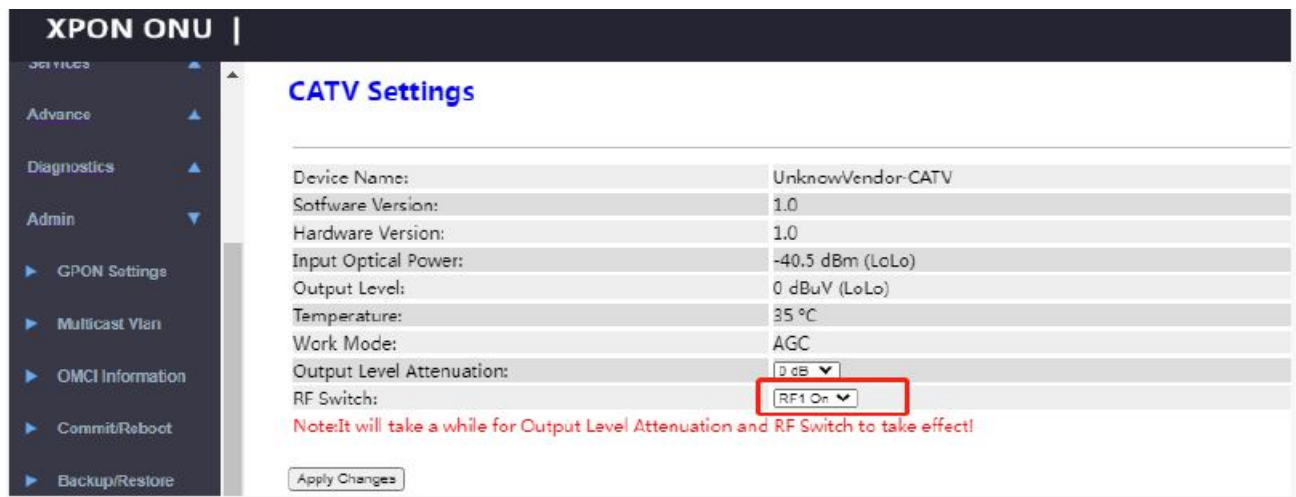 XPON ONU |
Services
Advance
Diagnostics
Admin
GPON Settings
Multicast Vlan
OMCI Information
Commit/Reboot
Backup/Restore
CATV Settings
Device Name: UnknowVendor-CATV
Sotfware Version: 1.0
Hardware Version: 1.0
Input Optical Power: -40.5 dBm (LoLo)
Output Level: 0 dBuV (LoLo)
Temperature: 35 °C
Work Mode: AGC
Output Level Attenuation: 0 dB
RF Switch: RF1 On
Note:It will take a while for Output Level Attenuation and RF Switch to take effect!
Apply Changes